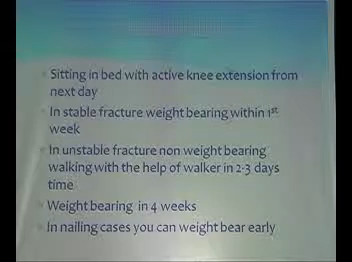 Sitting in bed with active knee extension from
next day
In stable fracture weight bearing within 1st
week
In unstable fracture non weight bearing
walking with the help of walker in 2-3 days
time
Weight bearing in 4 weeks
In nailing cases you can weight bear early